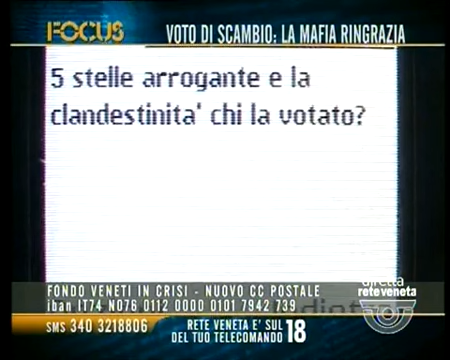 FOCUS
VOTO DI SCAMBIO: LA MAFIA RINGRAZIA
5 stelle arrogante e la
clandestinita' chi la votato?
FONDO VENETI IN CRISI - NUOVO CC POSTALE
iban IT74 N076 0112 0000 0101 7942 739
diretta
reteveneta
SMS 340 3218806
RETE VENETA E' SUL
DEL TUO TELECOMANDO 18